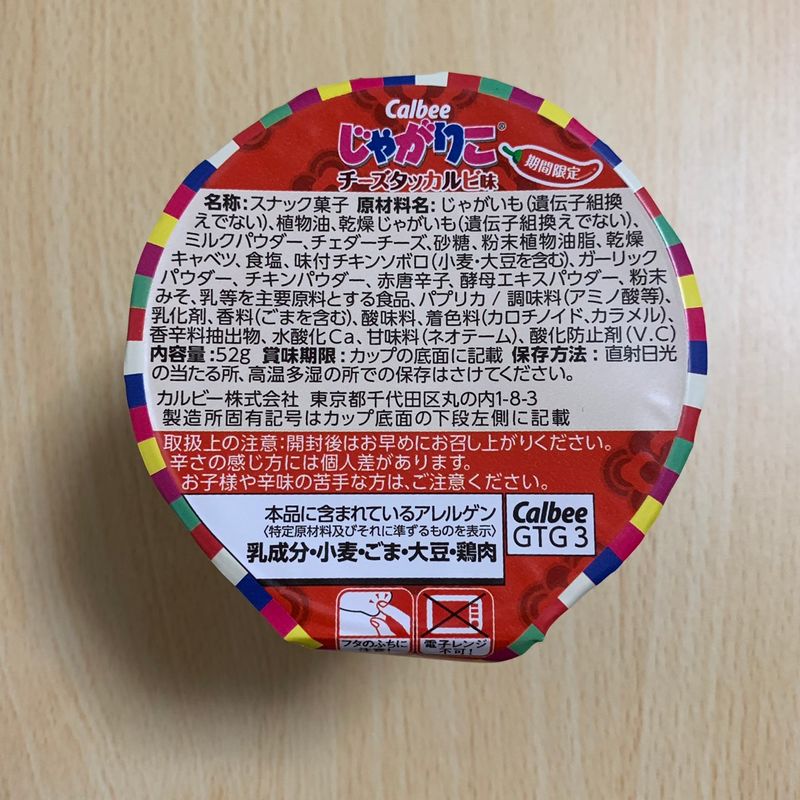 Calbee
じゃがりこ®
期間限定
チーズタッカルビ味
名称:スナック菓子 原材料名:じゃがいも(遺伝子組換
えでない)、植物油、乾燥じゃがいも(遺伝子組換えでない)、
ミルクパウダー、チェダーチーズ、砂糖、粉末植物油脂、乾燥
キャベツ、食塩、味付チキンソボロ(小麦・大豆を含む)、ガーリック
パウダー、チキンパウダー、赤唐辛子、酵母エキスパウダー、粉末
みそ、乳等を主要原料とする食品、パプリカ / 調味料(アミノ酸等)、
乳化剤、香料(ごまを含む)、酸味料、着色料(カロチノイド、カラメル)、
香辛料抽出物、水酸化Ca、甘味料(ネオテーム)、酸化防止剤(V.C)
内容量:52g 賞味期限:カップの底面に記載 保存方法:直射日光
の当たる所、高温多湿の所での保存はさけてください。
カルビー株式会社 東京都千代田区丸の内1-8-3
製造所固有記号はカップ底面の下段左側に記載
取扱上の注意:開封後はお早めにお召し上がりください。
辛さの感じ方には個人差があります。
お子様や辛味の苦手な方は、ご注意ください。
本品に含まれているアレルゲン
〈特定原材料及びそれに準ずるものを表示〉
乳成分・小麦・ごま・大豆・鶏肉
Calbee
GTG 3
フタのふちに
注意!
電子レンジ
不可!